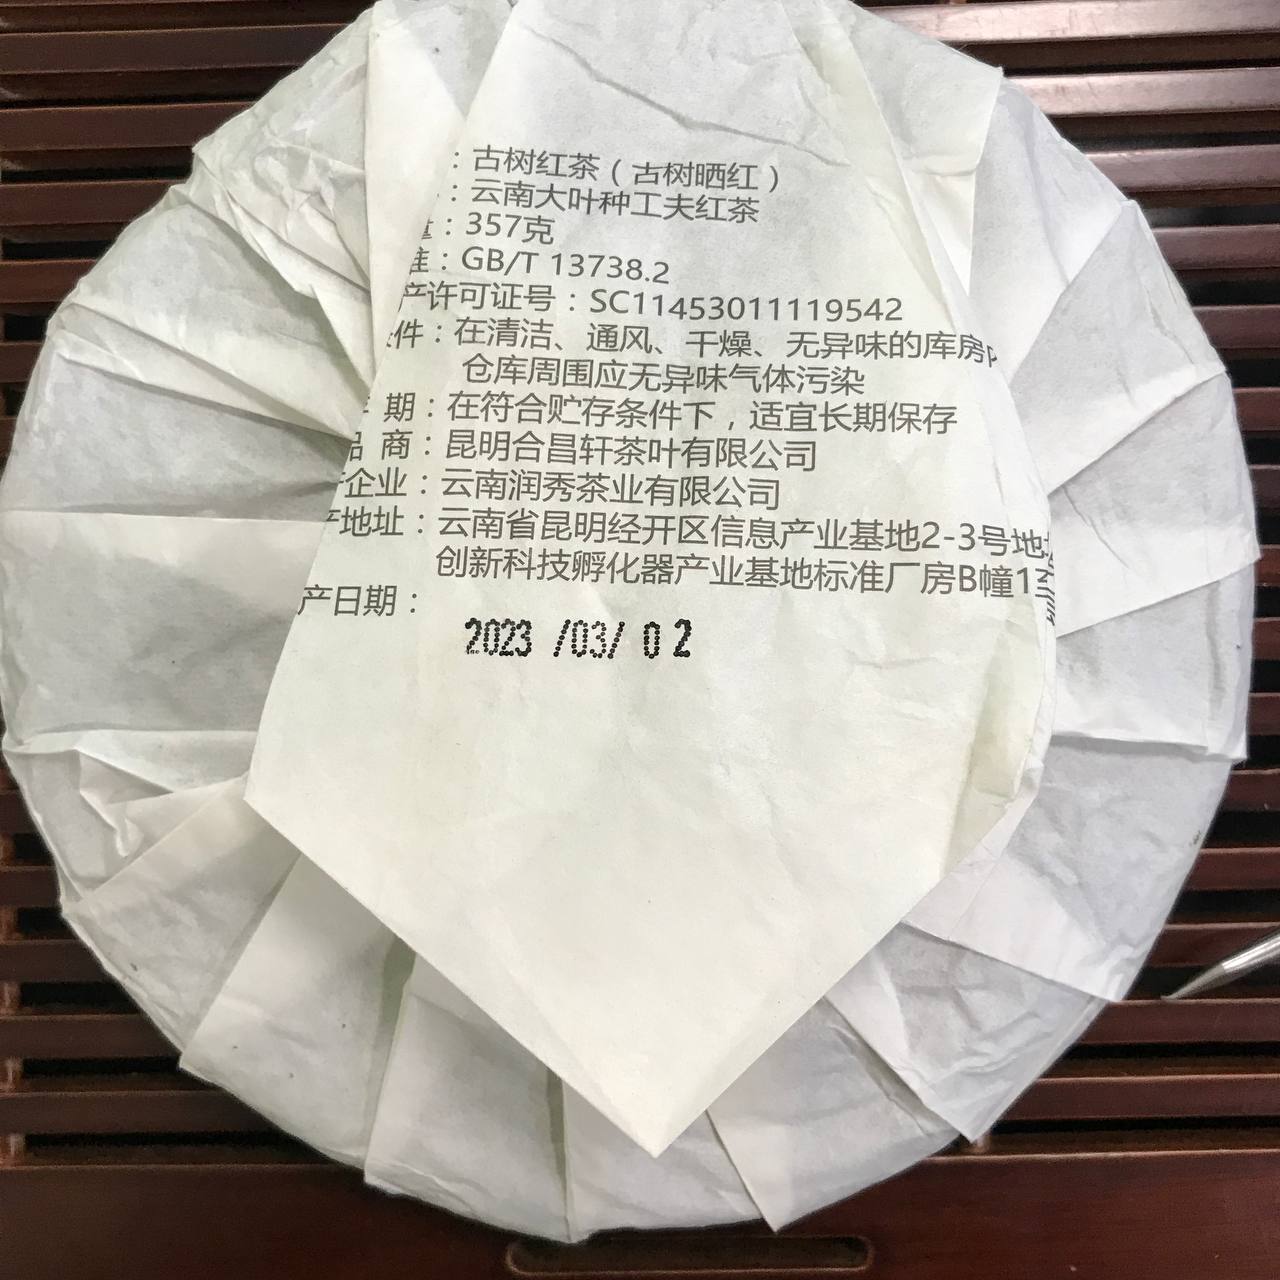 ：古树红茶（古树晒红）
：云南大叶种工夫红茶
量：357克
准：GB/T 13738.2
产许可证号：SC11453011119542
件：在清洁、通风、干燥、无异味的库房内
仓库周围应无异味气体污染
期：在符合贮存条件下，适宜长期保存
品 商：昆明合昌轩茶叶有限公司
企业：云南润秀茶业有限公司
产地址：云南省昆明经开区信息产业基地2-3号地块
创新科技孵化器产业基地标准厂房B幢1
产日期：
2023/03/02